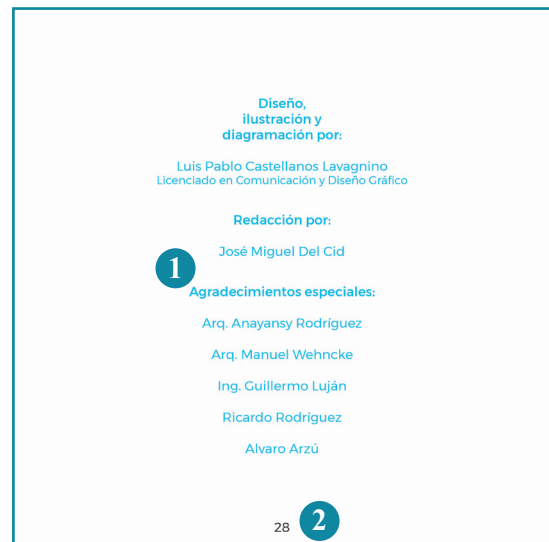 Diseño,
ilustración y
diagramación por:
Luis Pablo Castellanos Lavagnino
Licenciado en Comunicación y Diseño Gráfico
Redacción por:
José Miguel Del Cid
1
Agradecimientos especiales:
Arq. Anayansy Rodríguez
Arq. Manuel Wehncke
Ing. Guillermo Luján
Ricardo Rodríguez
Alvaro Arzú
28 2